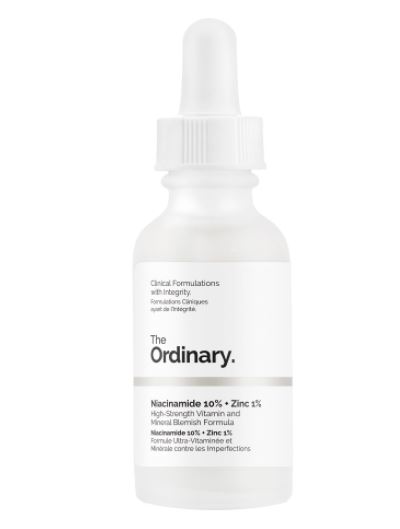 Clinical Formulations
with Integrity.
Formulations Cliniques
ayant de l'Intégrité.
The
Ordinary.
Niacinamide 10% + Zinc 1%
High-Strength Vitamin and
Mineral Blemish Formula
Niacinamide 10% + Zinc 1%
Formule Ultra-Vitaminée et
Minérale contre les Imperfections